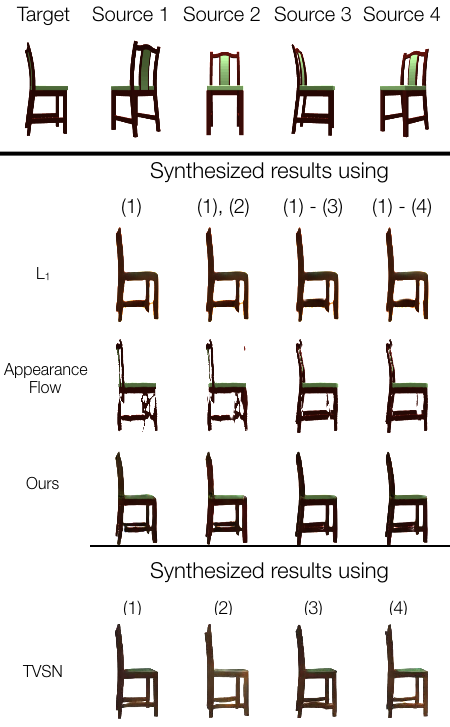 Target Source 1 Source 2 Source 3 Source 4
Synthesized results using
(1) (1), (2) (1) - (3) (1) - (4)
L₁
Appearance
Flow
Ours
Synthesized results using
(1) (2) (3) (4)
TVSN